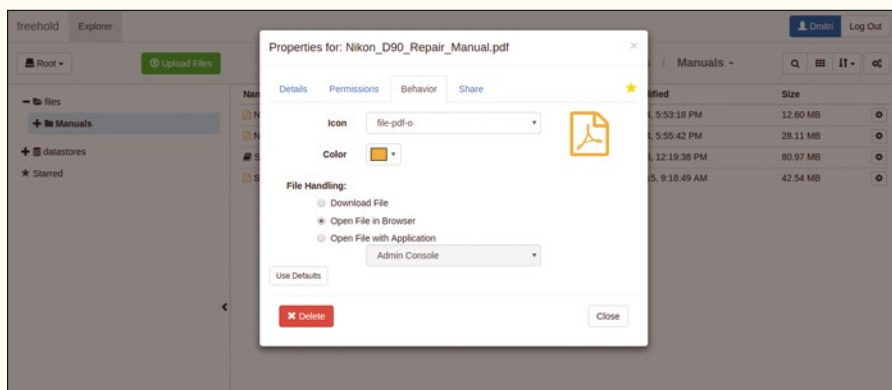 freehold Explorer Dmitri Log Out
Properties for: Nikon_D90_Repair_Manual.pdf ×
Root Upload Files / Manuals
Details Permissions Behavior Share
files
Manuals
datastores
Starred
Icon file-pdf-o
Color
File Handling:
Download File
Open File in Browser
Open File with Application
Admin Console
Use Defaults
Delete Close
Size
5:53:18 PM 12.60 MB
5:55:42 PM 28.11 MB
12:19:38 PM 80.97 MB
9:18:49 AM 42.54 MB